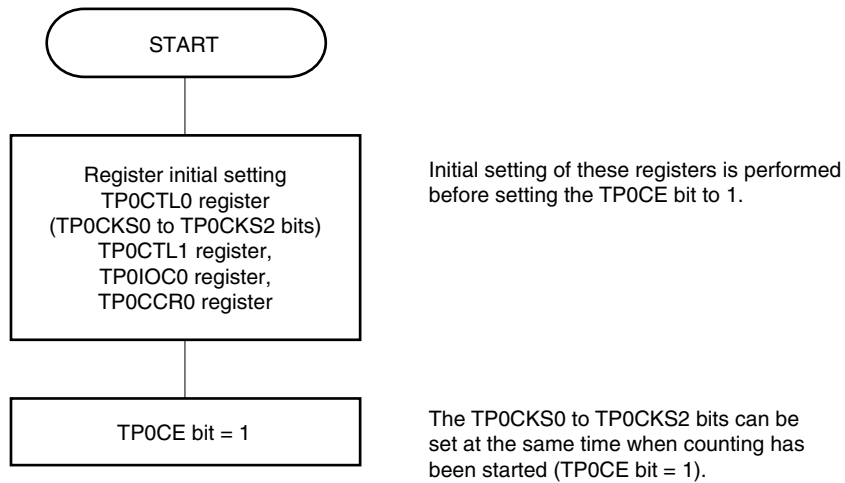 START
Register initial setting
TP0CTL0 register
(TP0CKS0 to TP0CKS2 bits)
TP0CTL1 register,
TP0IOC0 register,
TP0CCR0 register
Initial setting of these registers is performed
before setting the TP0CE bit to 1.
TP0CE bit = 1
The TP0CKS0 to TP0CKS2 bits can be
set at the same time when counting has
been started (TP0CE bit = 1).